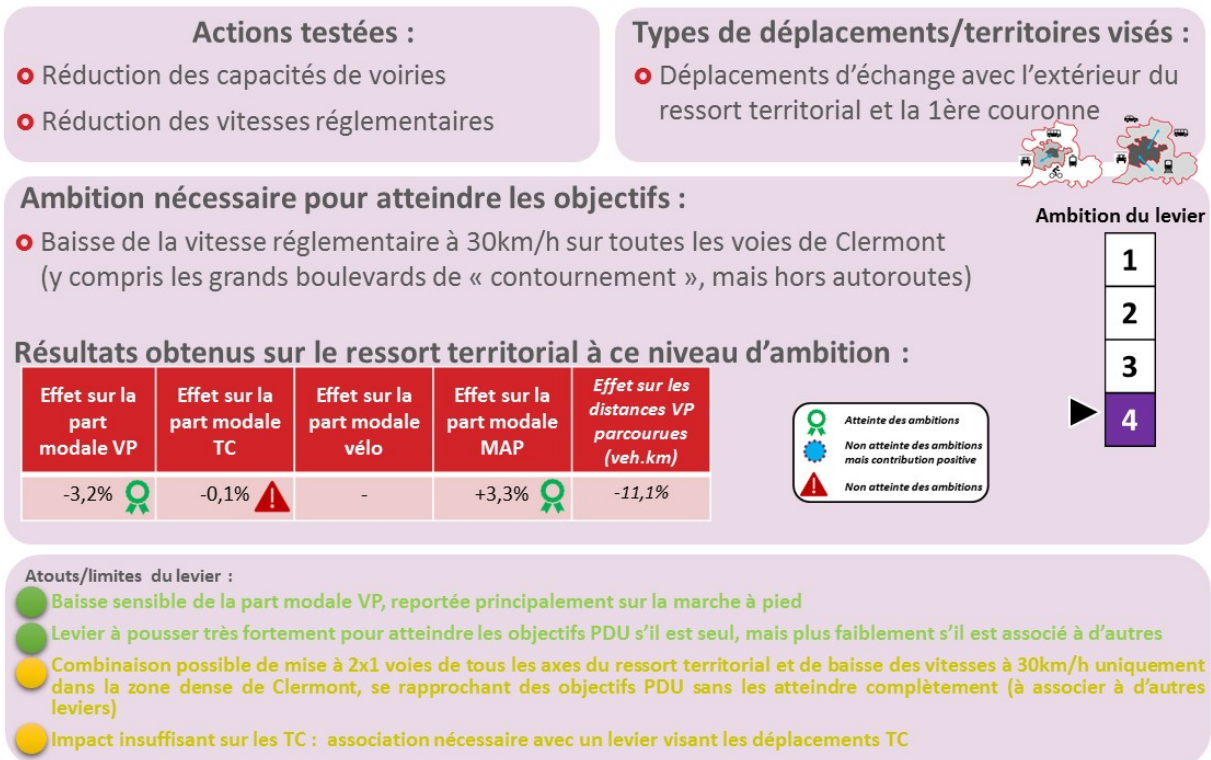 Actions testées :
Réduction des capacités de voiries
Réduction des vitesses réglementaires
Types de déplacements/territoires visés :
Déplacements d'échange avec l'extérieur du
ressort territorial et la 1ère couronne
Ambition nécessaire pour atteindre les objectifs :
Baisse de la vitesse réglementaire à 30km/h sur toutes les voies de Clermont
(y compris les grands boulevards de « contournement », mais hors autoroutes)
Ambition du levier
1
2
3
4
Résultats obtenus sur le ressort territorial à ce niveau d'ambition :
Effet sur la
part
modale VP
Effet sur la
part modale
TC
Effet sur la
part modale
vélo
Effet sur la
part modale
MAP
Effet sur les
distances VP
parcourues
(veh.km)
-3,2%
-0,1%
-
+3,3%
-11,1%
Atteinte des ambitions
Non atteinte des ambitions
mais contribution positive
Non atteinte des ambitions
Atouts/limites du levier :
Baisse sensible de la part modale VP, reportée principalement sur la marche à pied
Levier à pousser très fortement pour atteindre les objectifs PDU s'il est seul, mais plus faiblement s'il est associé à d'autres
Combinaison possible de mise à 2x1 voies de tous les axes du ressort territorial et de baisse des vitesses à 30km/h uniquement
dans la zone dense de Clermont, se rapprochant des objectifs PDU sans les atteindre complètement (à associer à d'autres
leviers)
Impact insuffisant sur les TC : association nécessaire avec un levier visant les déplacements TC